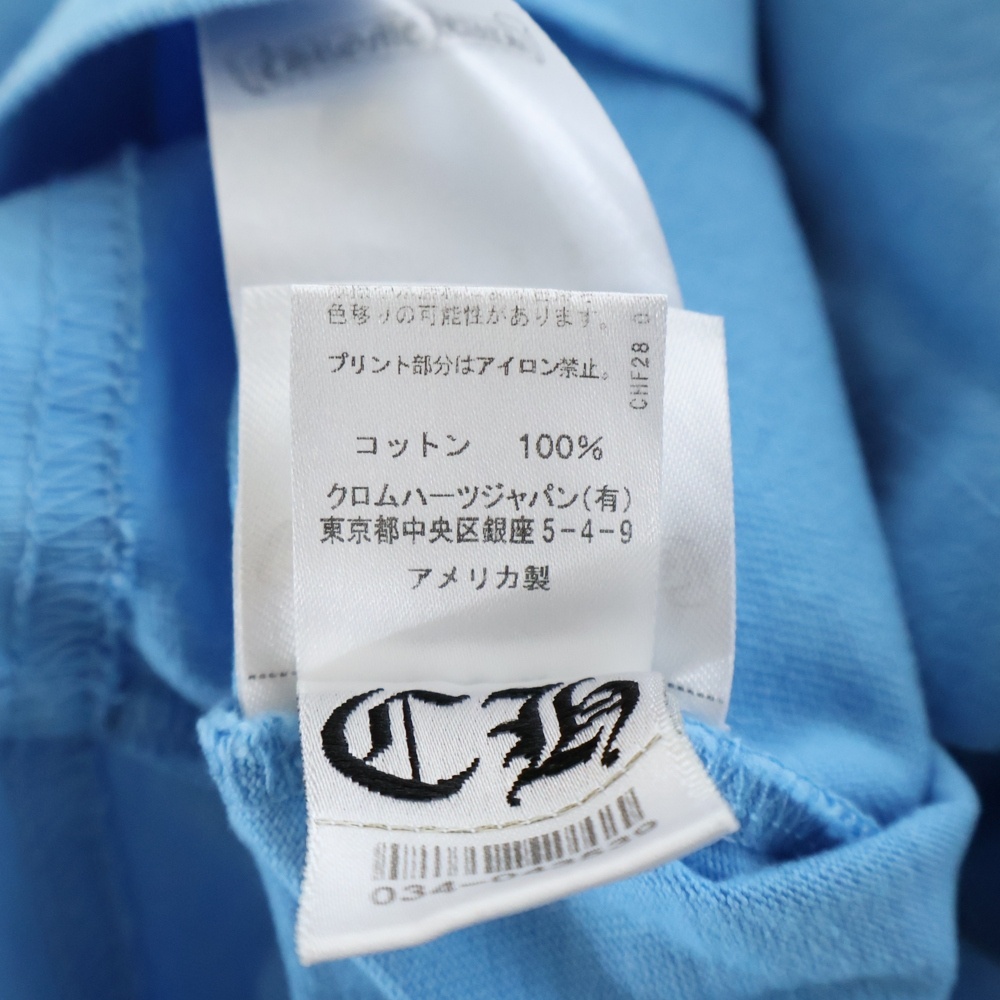 色移りの可能性があります。
プリント部分はアイロン禁止。
CHF28
コットン 100%
クロムハーツジャパン(有)
東京都中央区銀座5-4-9
アメリカ製
CH